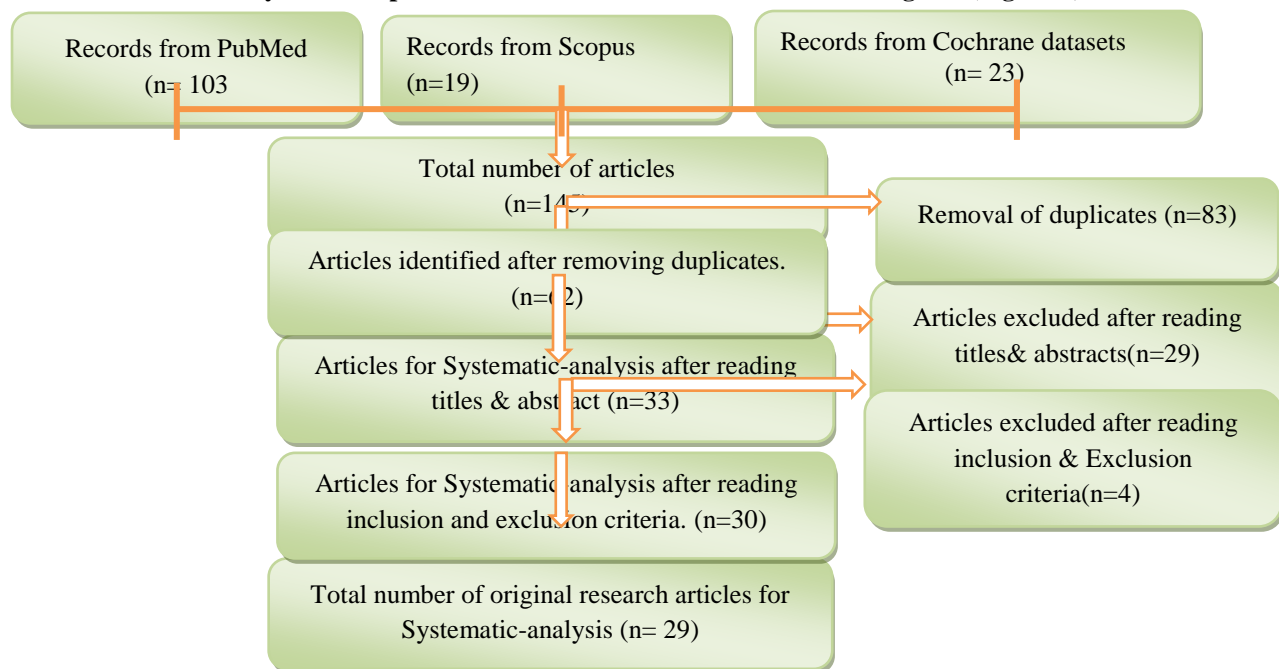 Records from PubMed
(n= 103
Records from Scopus
(n=19)
Records from Cochrane datasets
(n= 23)
Total number of articles
(n=145)
Removal of duplicates (n=83)
Articles identified after removing duplicates.
(n=62)
Articles excluded after reading
titles& abstracts(n=29)
Articles for Systematic-analysis after reading
titles & abstract (n=33)
Articles excluded after reading
inclusion & Exclusion
criteria(n=4)
Articles for Systematic-analysis after reading
inclusion and exclusion criteria. (n=30)
Total number of original research articles for
Systematic-analysis (n= 29)